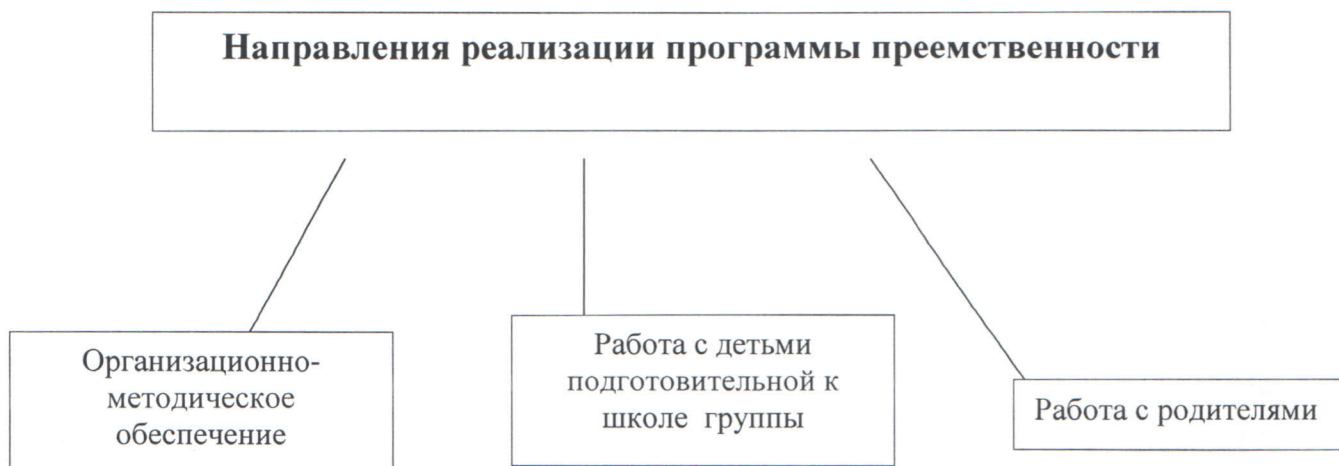 Направления реализации программы преемственности
Организационно-
методическое
обеспечение
Работа с детьми
подготовительной к
школе группы
Работа с родителями